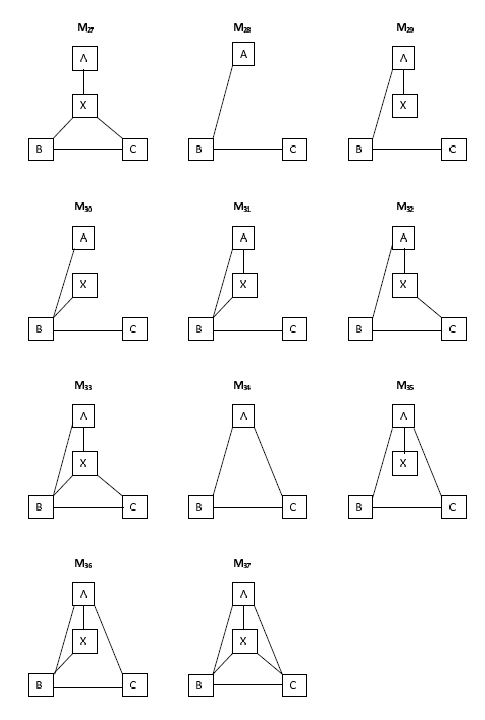 M27 M28 M29
A A A
X X
B C B C B C
M30 M31 M32
A A A
X X X
B C B C B C
M33 M34 M35
A A A
X X
B C B C B C
M36 M37
A A
X X
B C B C